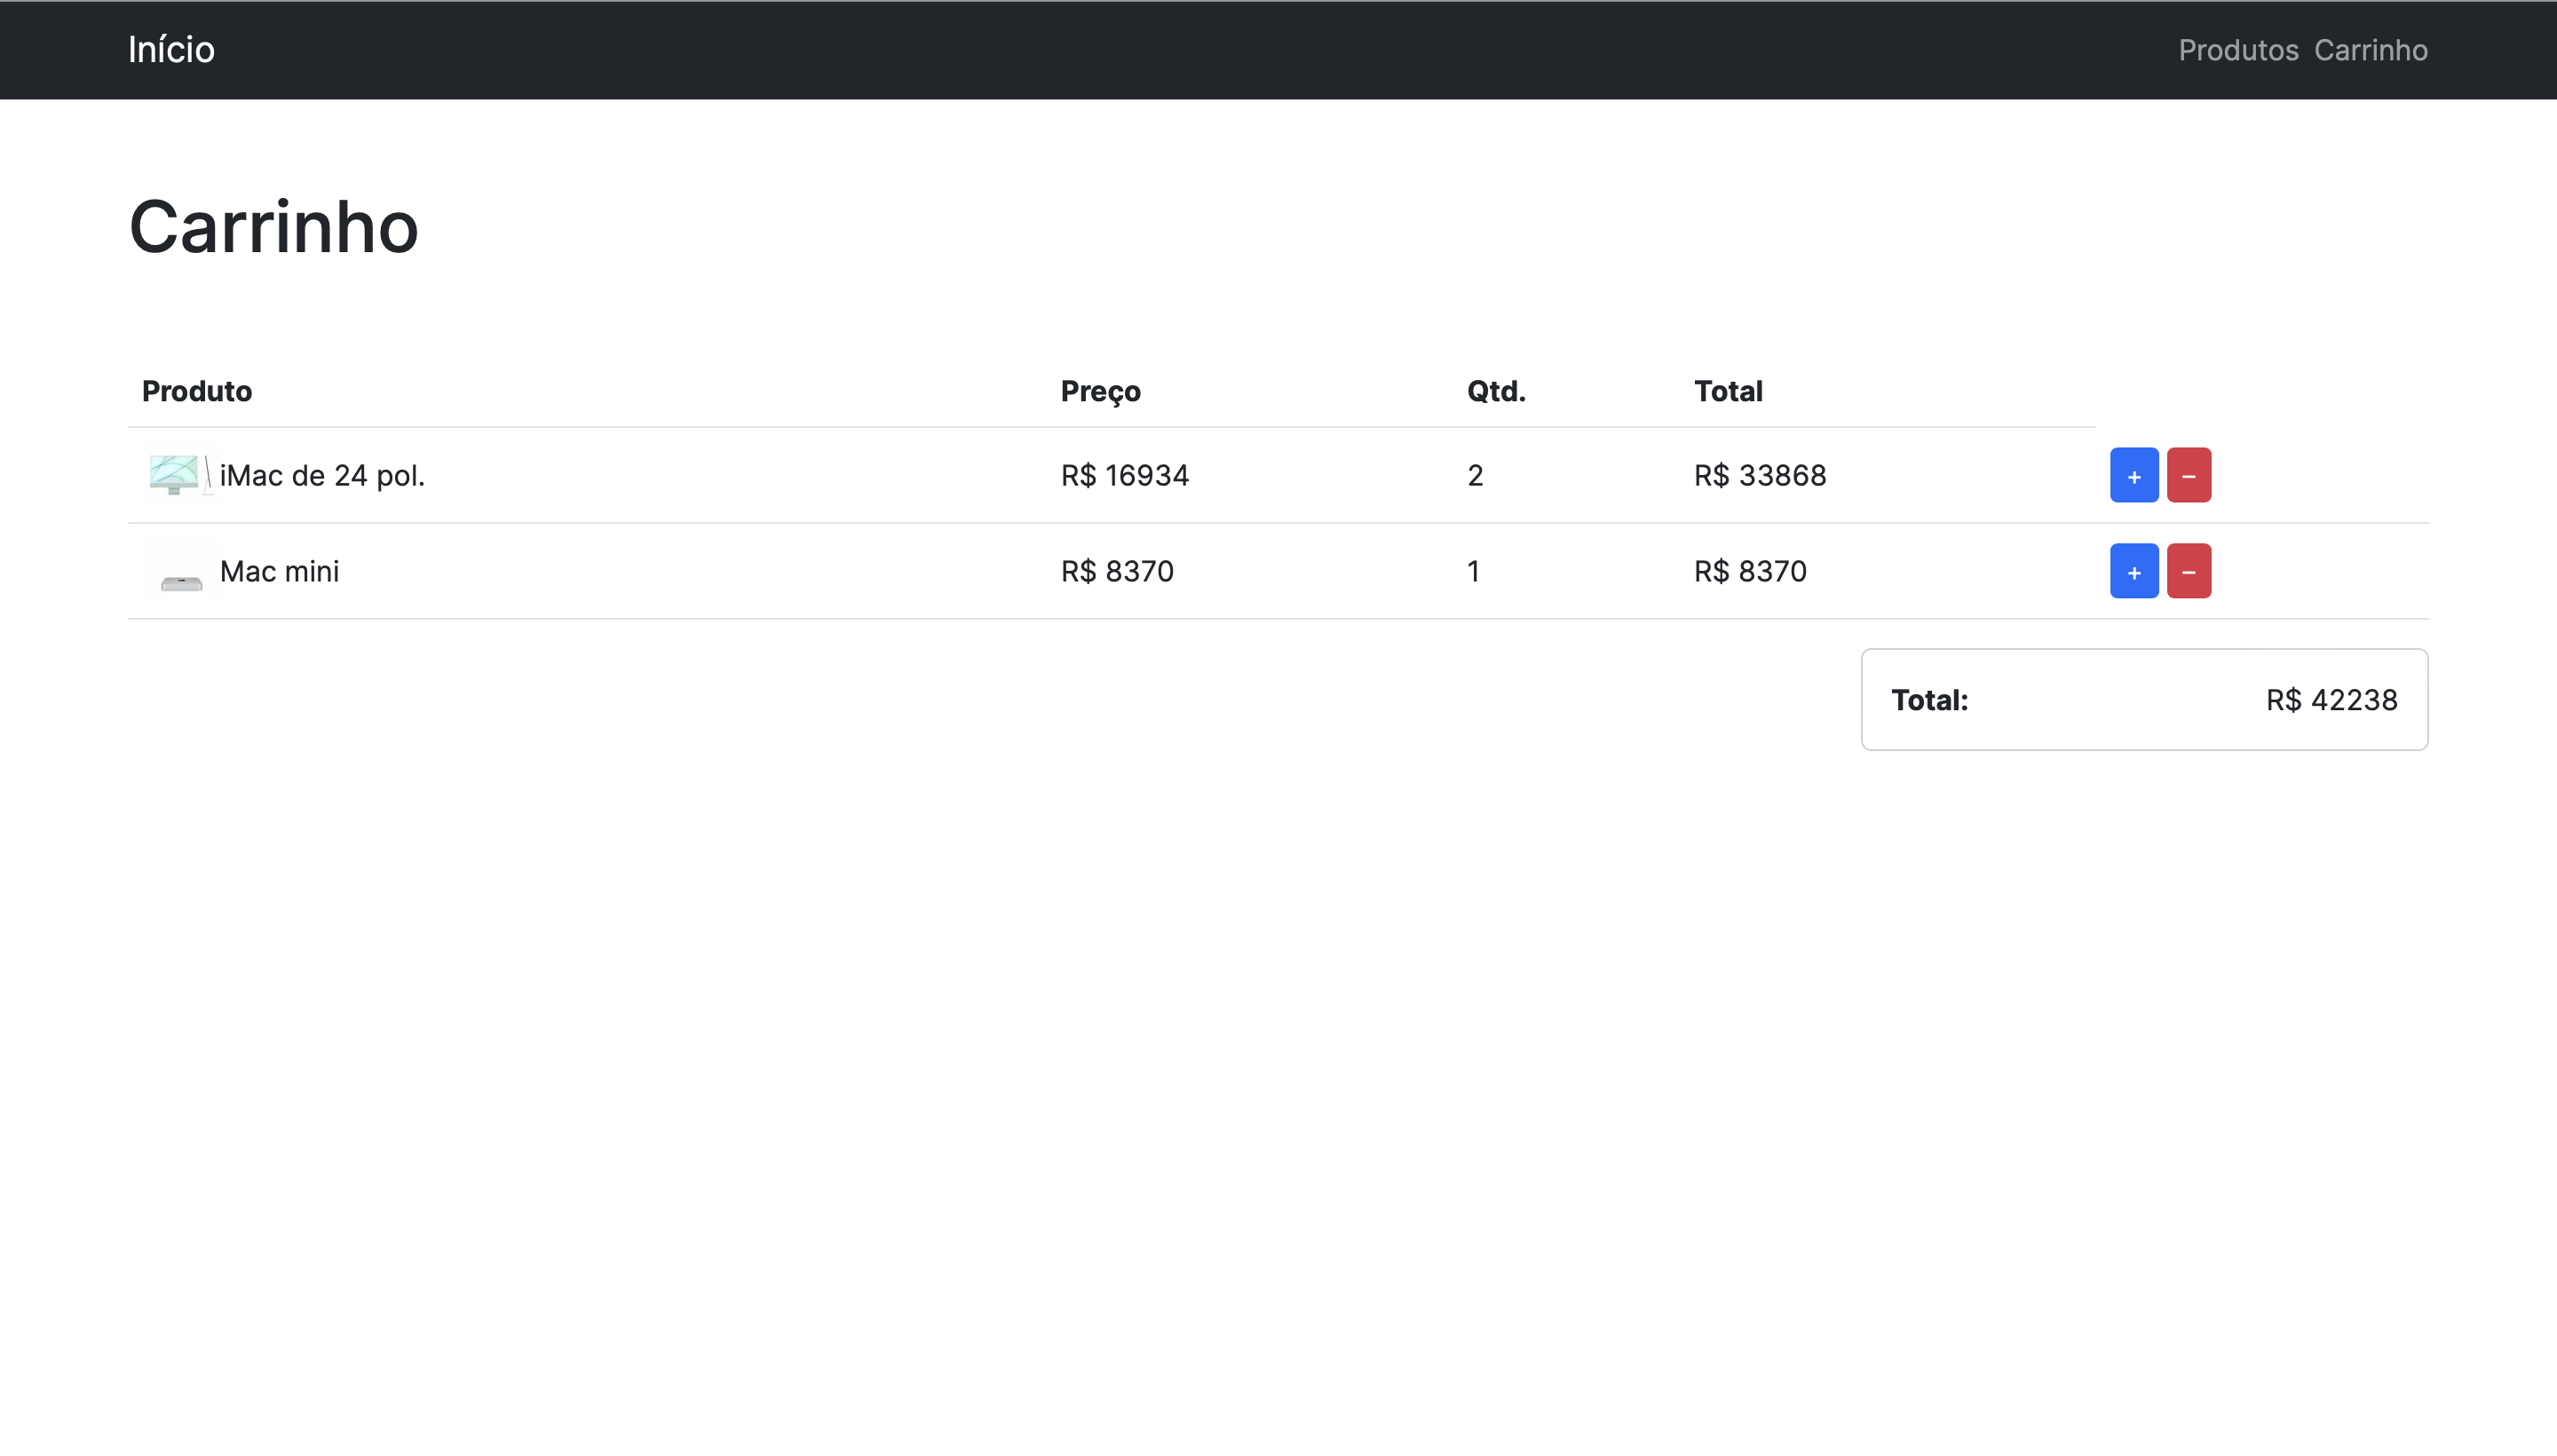 Início Produtos Carrinho
Carrinho
Produto Preço Qtd. Total
iMac de 24 pol. R$ 16934 2 R$ 33868 + −
Mac mini R$ 8370 1 R$ 8370 + −
Total: R$ 42238